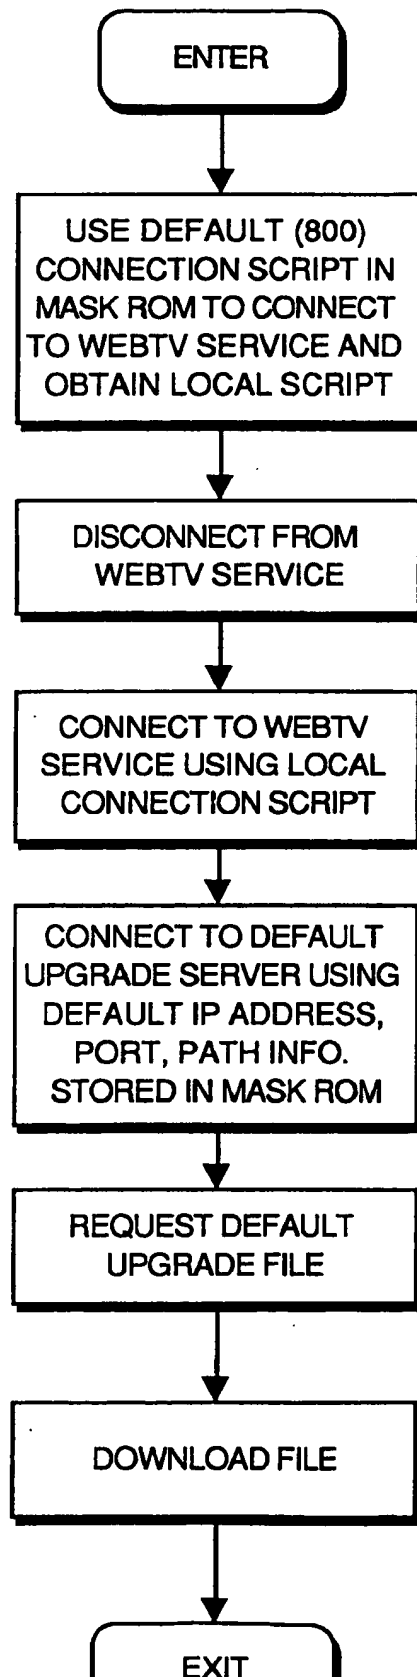 ENTER
USE DEFAULT (800)
CONNECTION SCRIPT IN
MASK ROM TO CONNECT
TO WEBTV SERVICE AND
OBTAIN LOCAL SCRIPT
DISCONNECT FROM
WEBTV SERVICE
CONNECT TO WEBTV
SERVICE USING LOCAL
CONNECTION SCRIPT
CONNECT TO DEFAULT
UPGRADE SERVER USING
DEFAULT IP ADDRESS,
PORT, PATH INFO.
STORED IN MASK ROM
REQUEST DEFAULT
UPGRADE FILE
DOWNLOAD FILE
EXIT